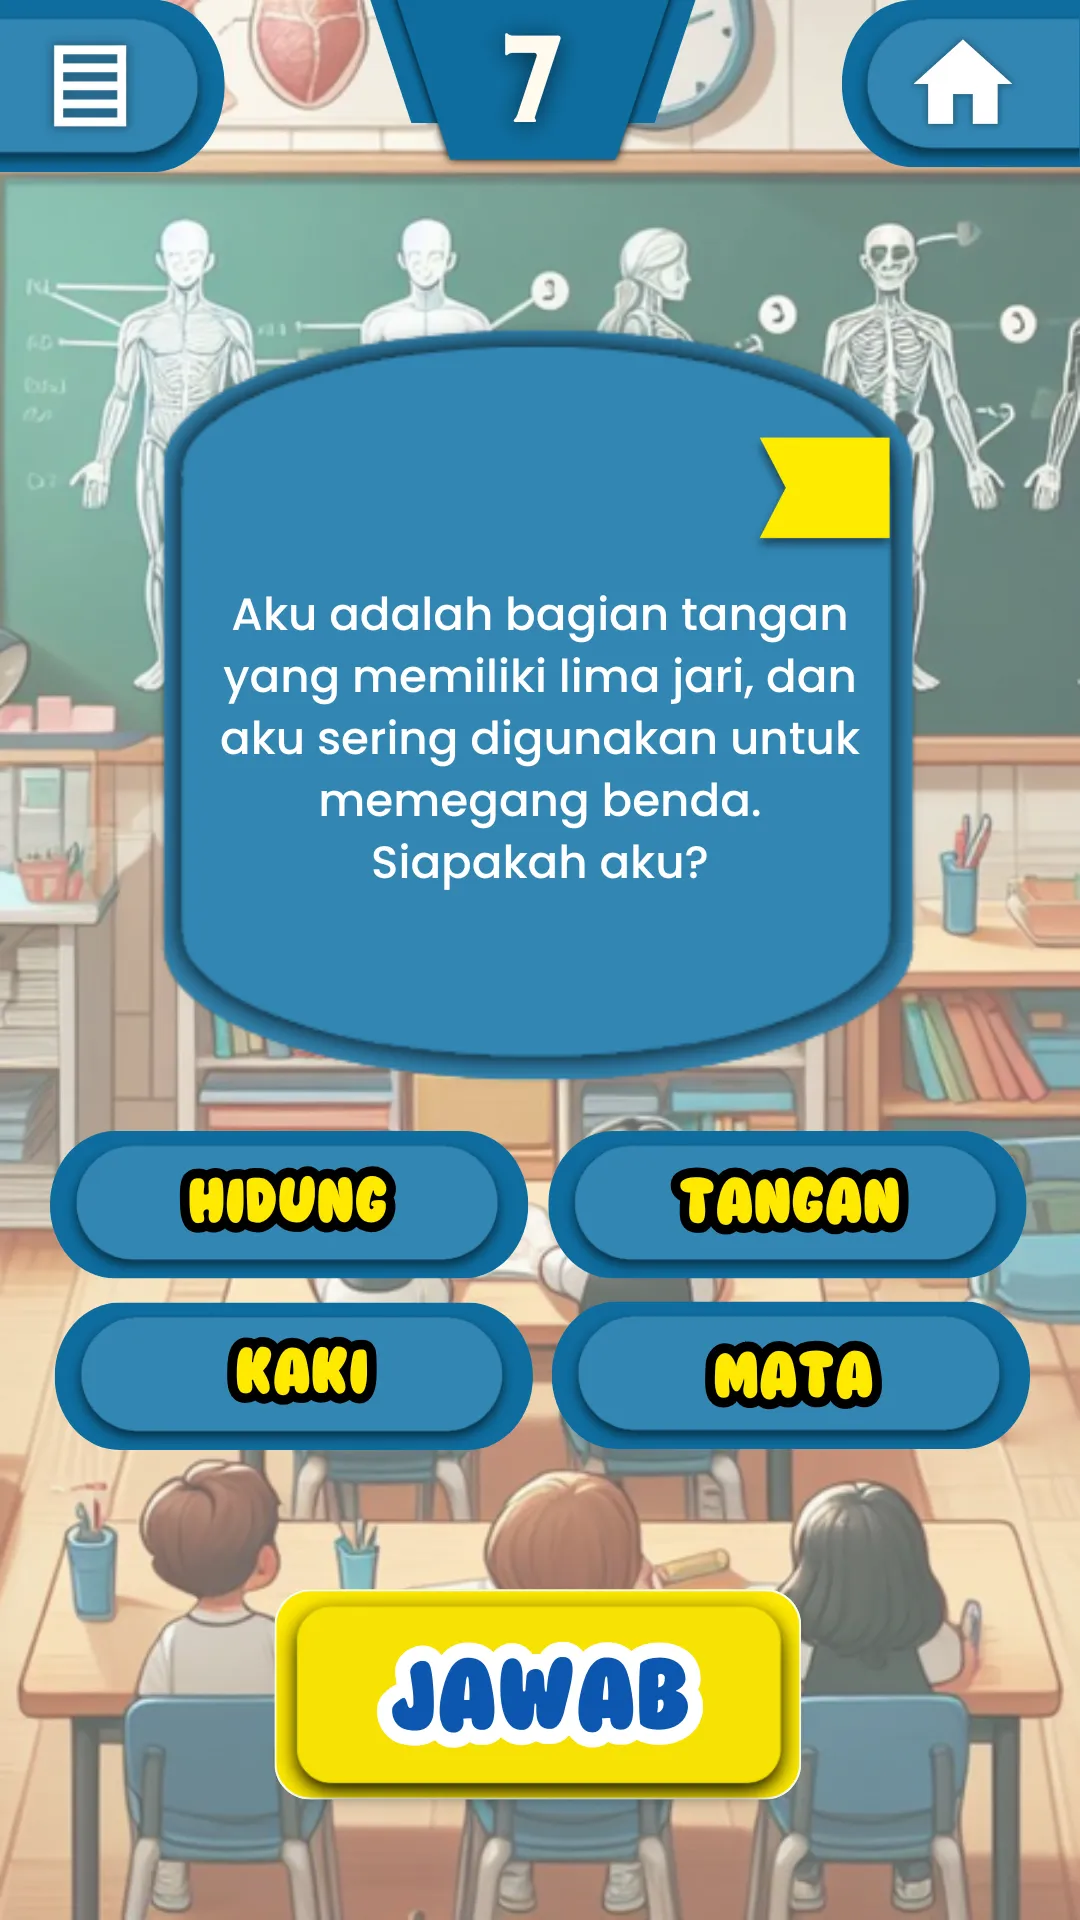 7
Aku adalah bagian tangan
yang memiliki lima jari, dan
aku sering digunakan untuk
memegang benda.
Siapakah aku?
HIDUNG
TANGAN
KAKI
MATA
JAWAB